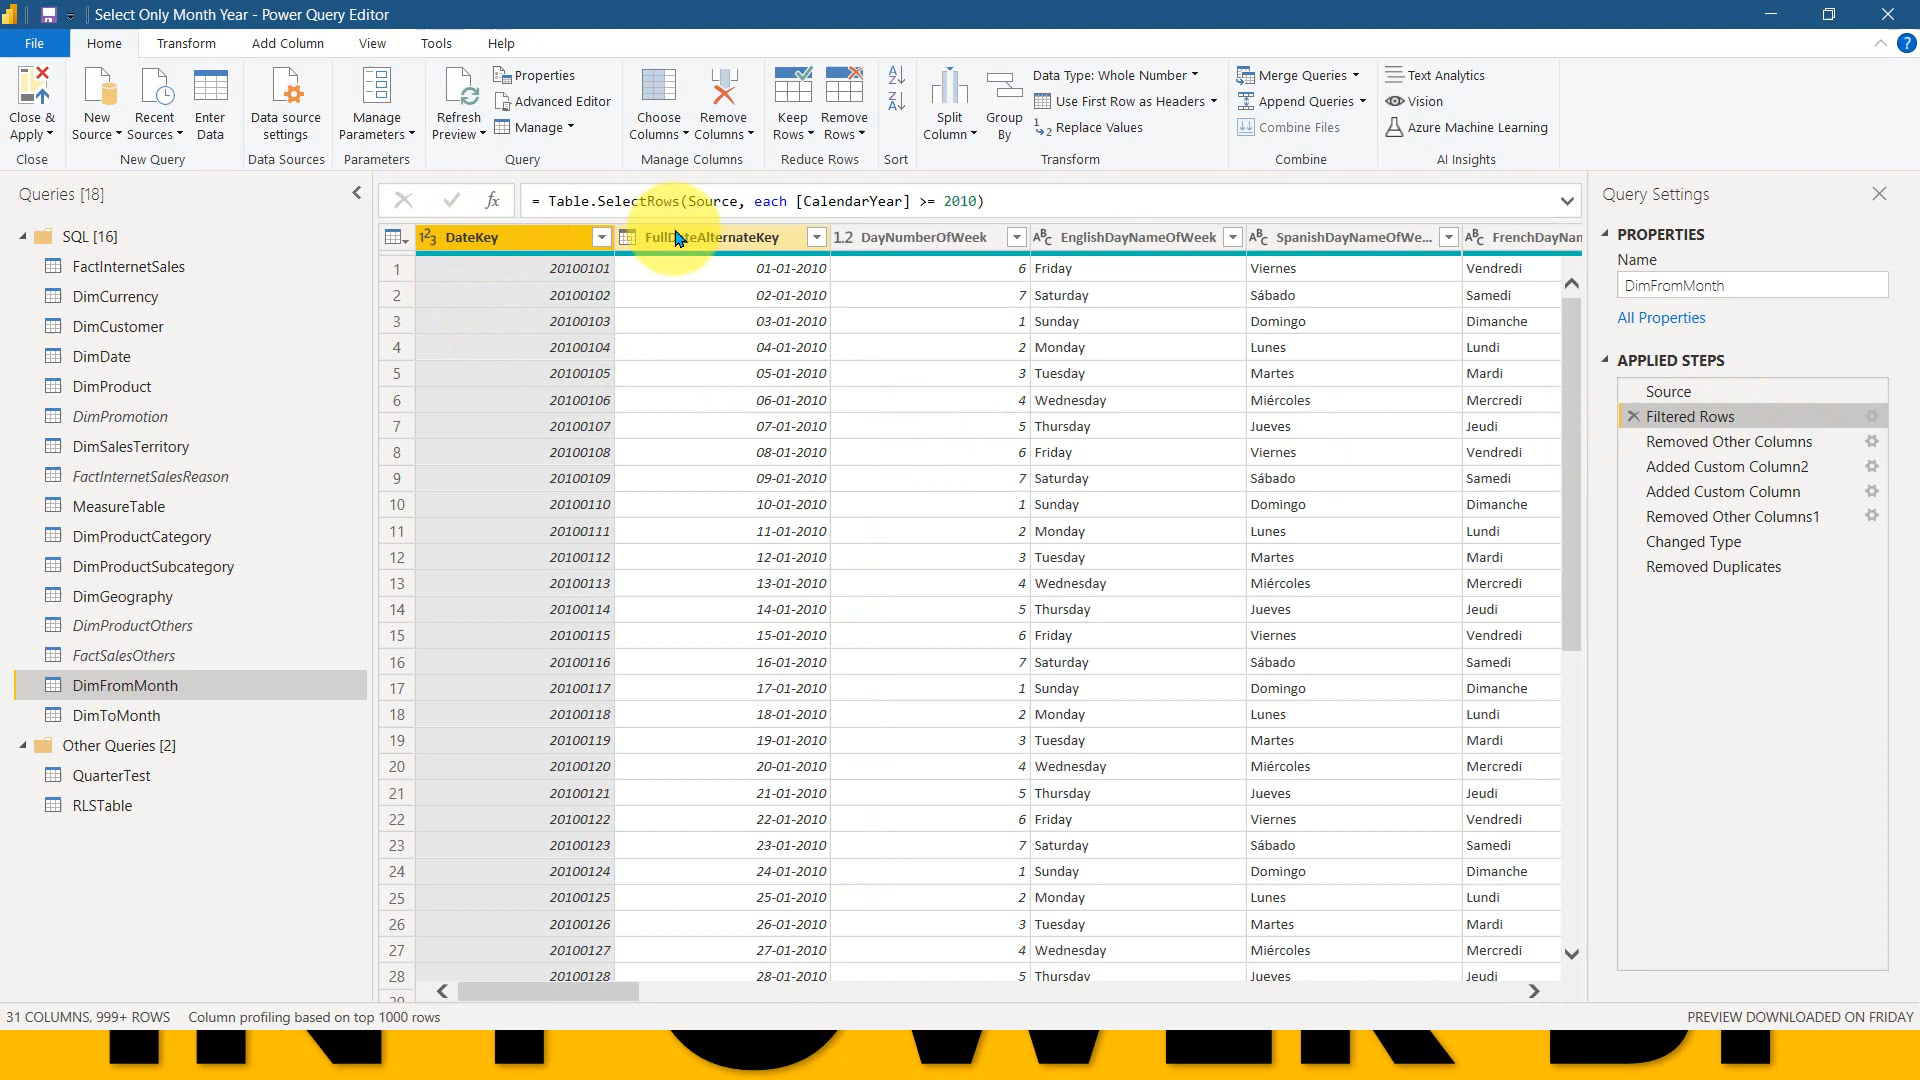 Select Only Month Year - Power Query Editor
File Home Transform Add Column View Tools Help
Close & Apply
New Source
Recent Sources
Enter Data
Data source settings
Manage Parameters
Refresh Preview
Properties
Advanced Editor
Manage
Choose Columns
Remove Columns
Keep Rows
Remove Rows
Split Column
Group By
Data Type: Whole Number
Use First Row as Headers
Replace Values
Merge Queries
Append Queries
Combine Files
Text Analytics
Vision
Azure Machine Learning
Close New Query Data Sources Parameters Query Manage Columns Reduce Rows Sort Transform Combine AI Insights
Queries [18]
SQL [16]
FactInternetSales
DimCurrency
DimCustomer
DimDate
DimProduct
DimPromotion
DimSalesTerritory
FactInternetSalesReason
MeasureTable
DimProductCategory
DimProductSubcategory
DimGeography
DimProductOthers
FactSalesOthers
DimFromMonth
DimToMonth
Other Queries [2]
QuarterTest
RLSTable
fx = Table.SelectRows(Source, each [CalendarYear] >= 2010)
DateKey FullDateAlternateKey 1.2 DayNumberOfWeek EnglishDayNameOfWeek SpanishDayNameOfWe... FrenchDayNan
1 20100101 01-01-2010 6 Friday Viernes Vendredi
2 20100102 02-01-2010 7 Saturday Sábado Samedi
3 20100103 03-01-2010 1 Sunday Domingo Dimanche
4 20100104 04-01-2010 2 Monday Lunes Lundi
5 20100105 05-01-2010 3 Tuesday Martes Mardi
6 20100106 06-01-2010 4 Wednesday Miércoles Mercredi
7 20100107 07-01-2010 5 Thursday Jueves Jeudi
8 20100108 08-01-2010 6 Friday Viernes Vendredi
9 20100109 09-01-2010 7 Saturday Sábado Samedi
10 20100110 10-01-2010 1 Sunday Domingo Dimanche
11 20100111 11-01-2010 2 Monday Lunes Lundi
12 20100112 12-01-2010 3 Tuesday Martes Mardi
13 20100113 13-01-2010 4 Wednesday Miércoles Mercredi
14 20100114 14-01-2010 5 Thursday Jueves Jeudi
15 20100115 15-01-2010 6 Friday Viernes Vendredi
16 20100116 16-01-2010 7 Saturday Sábado Samedi
17 20100117 17-01-2010 1 Sunday Domingo Dimanche
18 20100118 18-01-2010 2 Monday Lunes Lundi
19 20100119 19-01-2010 3 Tuesday Martes Mardi
20 20100120 20-01-2010 4 Wednesday Miércoles Mercredi
21 20100121 21-01-2010 5 Thursday Jueves Jeudi
22 20100122 22-01-2010 6 Friday Viernes Vendredi
23 20100123 23-01-2010 7 Saturday Sábado Samedi
24 20100124 24-01-2010 1 Sunday Domingo Dimanche
25 20100125 25-01-2010 2 Monday Lunes Lundi
26 20100126 26-01-2010 3 Tuesday Martes Mardi
27 20100127 27-01-2010 4 Wednesday Miércoles Mercredi
28 20100128 28-01-2010 5 Thursday Jueves Jeudi
Query Settings
PROPERTIES
Name
DimFromMonth
All Properties
APPLIED STEPS
Source
Filtered Rows
Removed Other Columns
Added Custom Column2
Added Custom Column
Removed Other Columns1
Changed Type
Removed Duplicates
31 COLUMNS, 999+ ROWS Column profiling based on top 1000 rows PREVIEW DOWNLOADED ON FRIDAY
IN POWER BI